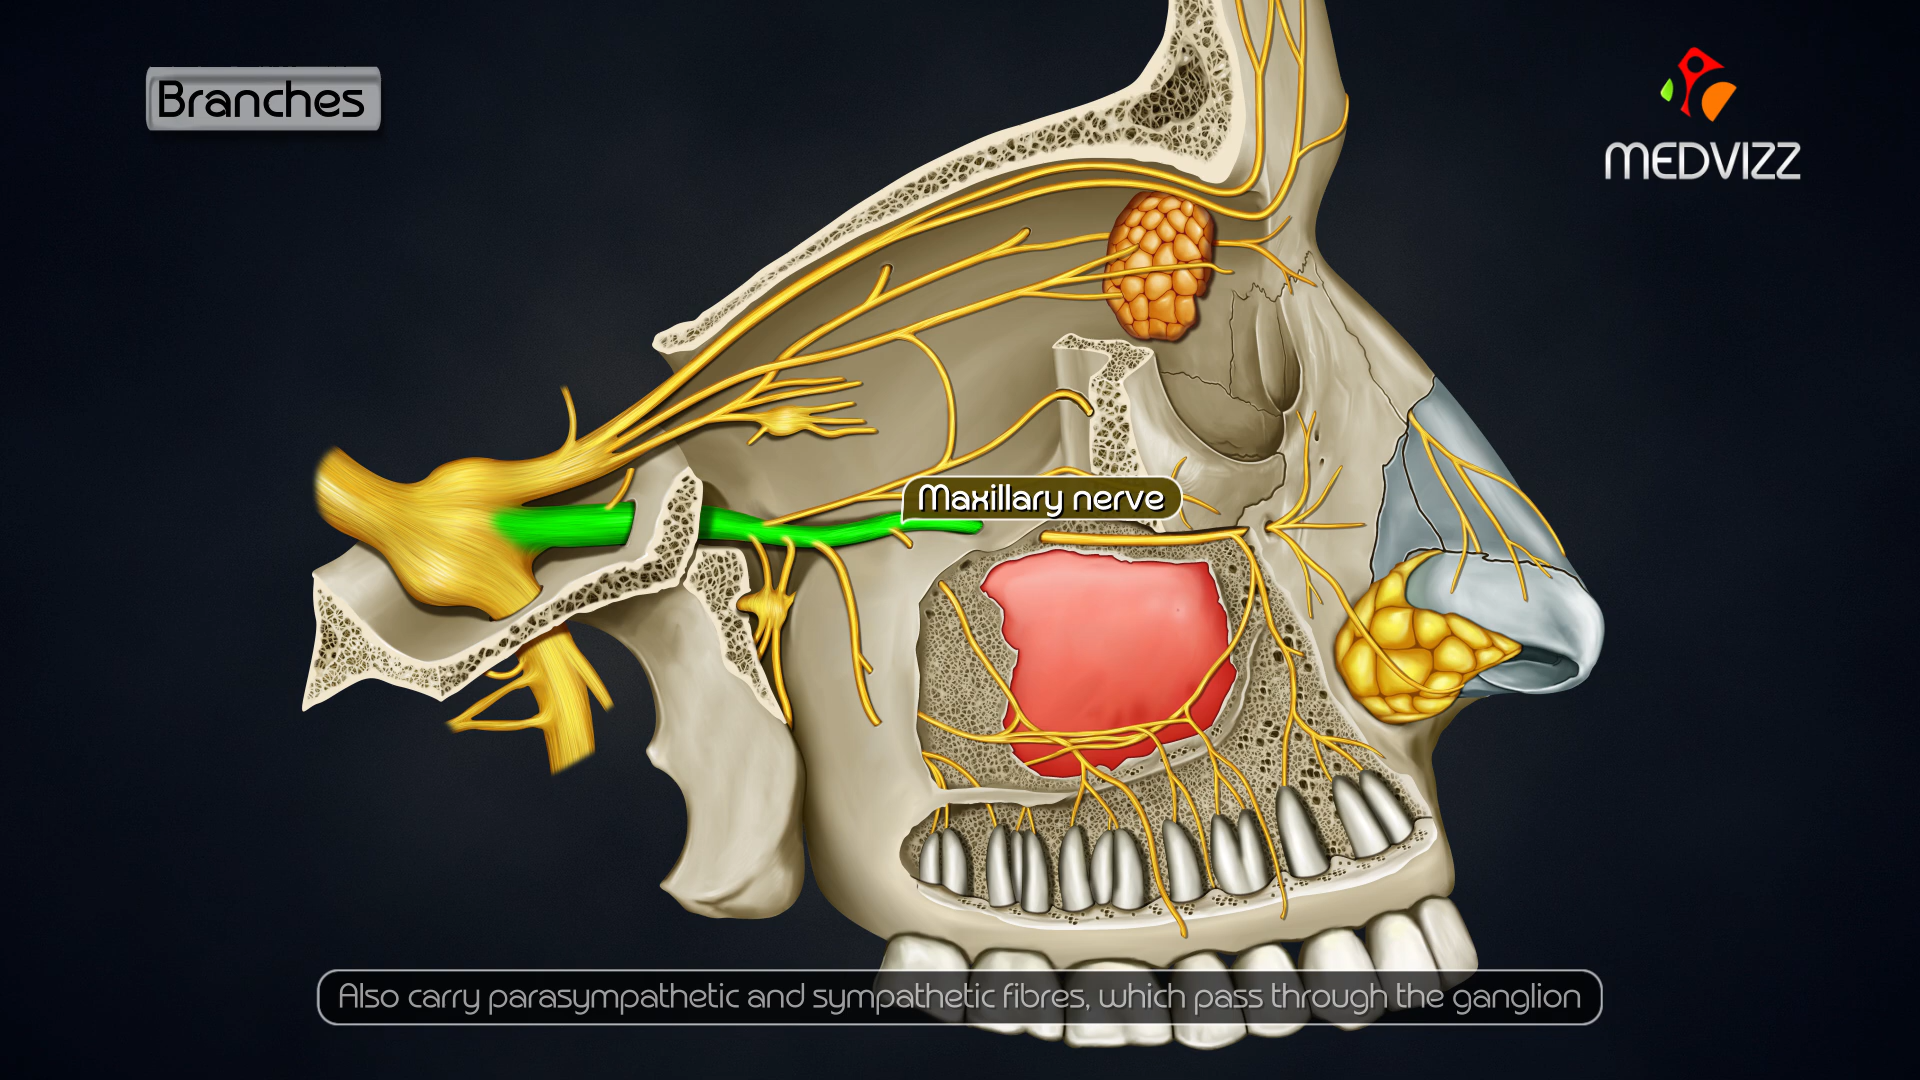 Branches
MEDVIZZ
Maxillary nerve
Also carry parasympathetic and sympathetic fibres, which pass through the ganglion